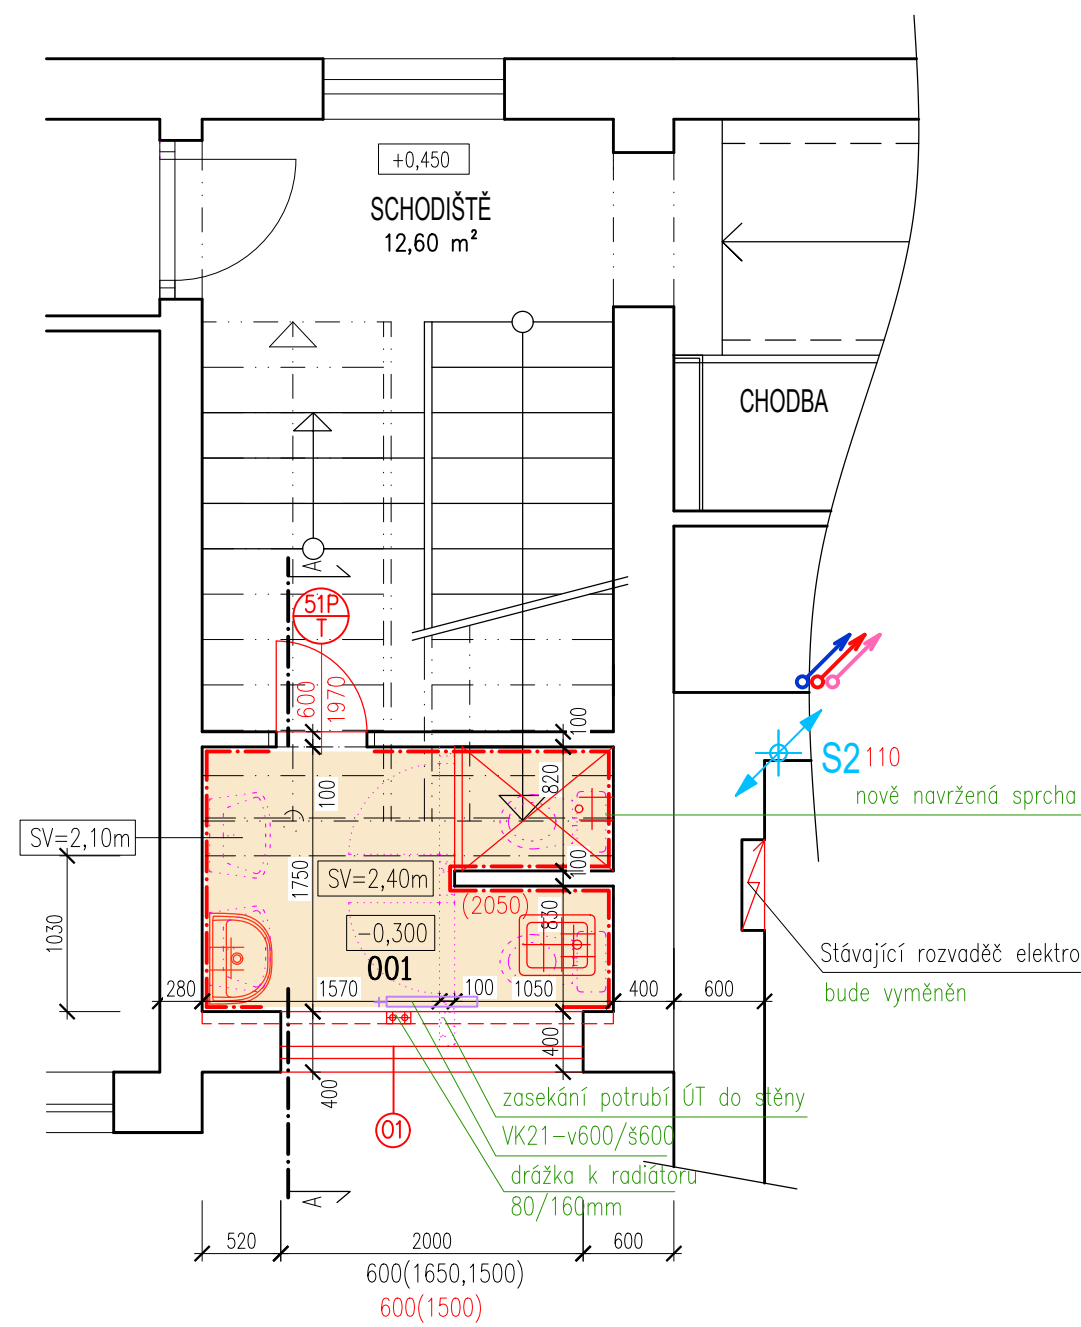 +0,450
SCHODIŠTĚ
12,60 m²
CHODBA
A
51P
T
600
1970
100
100
820
S2 110
nově navržená sprcha
SV=2,10m
1750
SV=2,40m
100
(2050)
830
1030
-0,300
001
Stávající rozvaděč elektro
bude vyměněn
280
1570
100
1050
400
600
400
400
zasekání potrubí ÚT do stěny
01
VK21-v600/š600
drážka k radiátoru
80/160mm
A
520
2000
600
600(1650,1500)
600(1500)